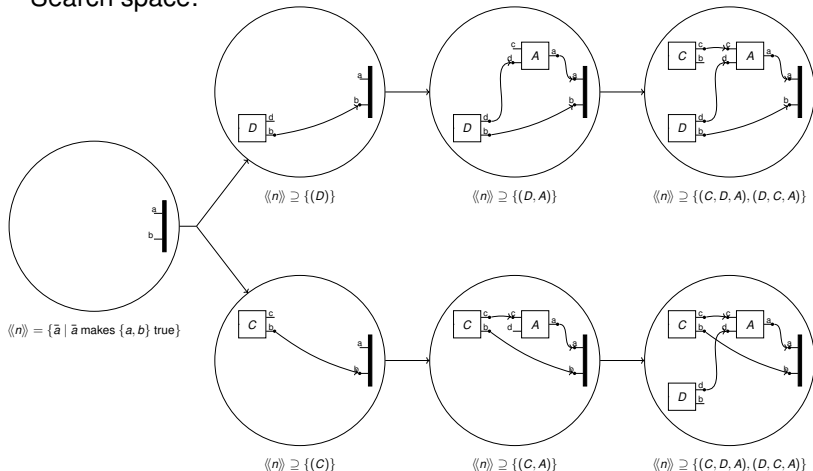 Search space:
a
b
D
d
b
c
d
A
a
a
b
D
d
b
C
c
b
c
d
A
a
a
b
D
d
b
⟪n⟫ ⊇ {(D)}
⟪n⟫ ⊇ {(D, A)}
⟪n⟫ ⊇ {(C, D, A), (D, C, A)}
a
b
⟪n⟫ = {ā | ā makes {a, b} true}
C
c
b
a
b
C
c
b
c
d
A
a
a
b
C
c
b
c
d
A
a
a
b
D
d
b
⟪n⟫ ⊇ {(C)}
⟪n⟫ ⊇ {(C, A)}
⟪n⟫ ⊇ {(C, D, A), (D, C, A)}